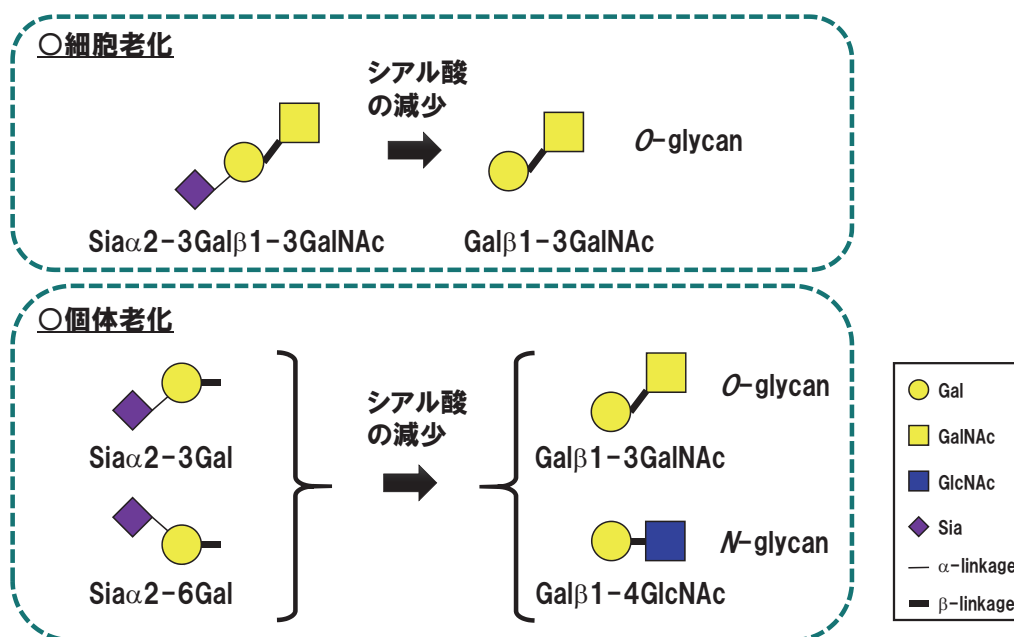 ○細胞老化
シアル酸
の減少
O-glycan
Siaα2-3Galβ1-3GalNAc
Galβ1-3GalNAc
○個体老化
シアル酸
の減少
Siaα2-3Gal
Siaα2-6Gal
O-glycan
Galβ1-3GalNAc
N-glycan
Galβ1-4GlcNAc
Gal
GalNAc
GlcNAc
Sia
α-linkage
β-linkage